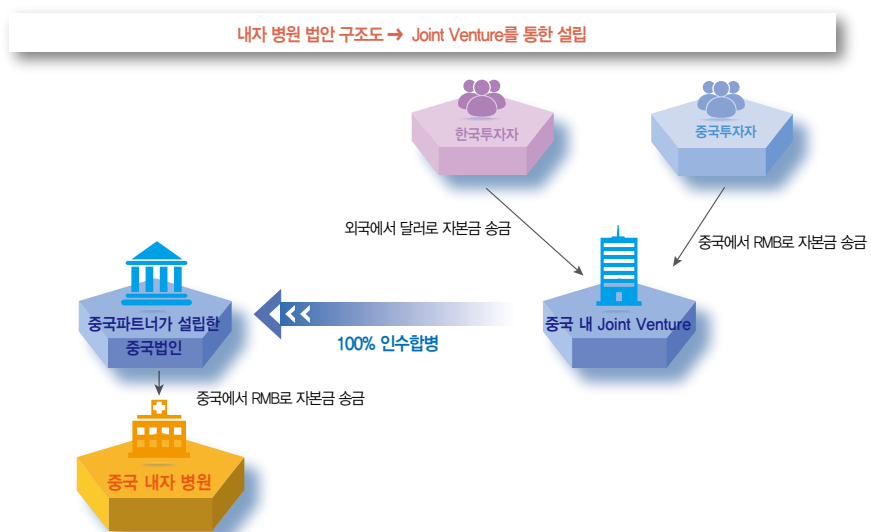 내자 병원 법안 구조도 → Joint Venture를 통한 설립
한국투자자
중국투자자
외국에서 달러로 자본금 송금
중국에서 RMB로 자본금 송금
중국파트너가 설립한
중국법인
100% 인수합병
중국 내 Joint Venture
중국에서 RMB로 자본금 송금
중국 내자 병원